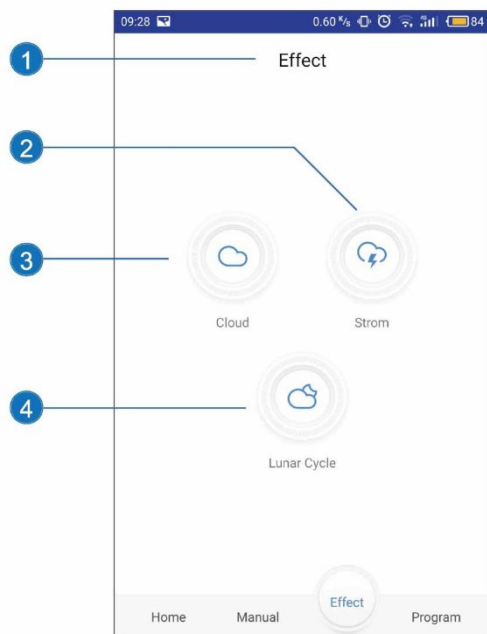 09:28 0.60 K/s 84
1 Effect
2
3
Cloud Strom
4
Lunar Cycle
Home Manual Effect Program